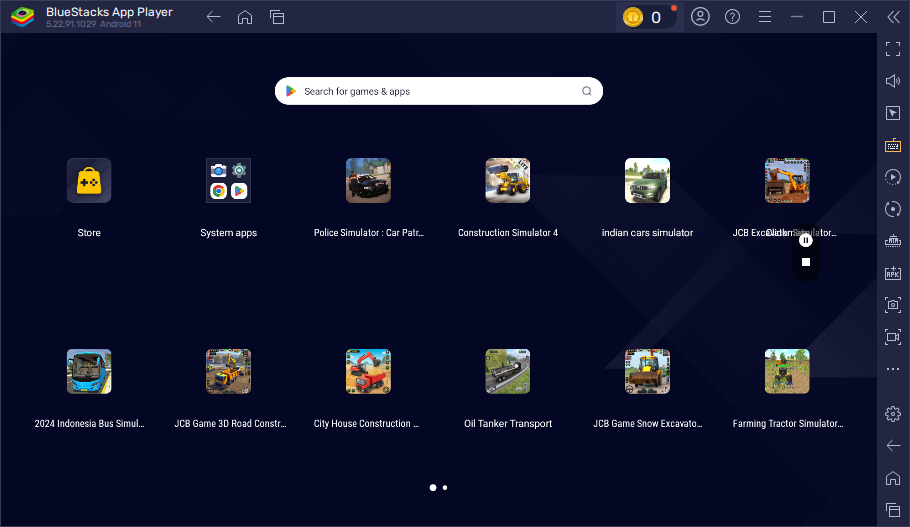 BlueStacks App Player
5.22.91.1029 Android 11
0
Search for games & apps
Store
System apps
Police Simulator : Car Patr...
Construction Simulator 4
indian cars simulator
JCB Excavator Simulator...
2024 Indonesia Bus Simul...
JCB Game 3D Road Constr...
City House Construction ...
Oil Tanker Transport
JCB Game Snow Excavato...
Farming Tractor Simulator...
LITE
APK